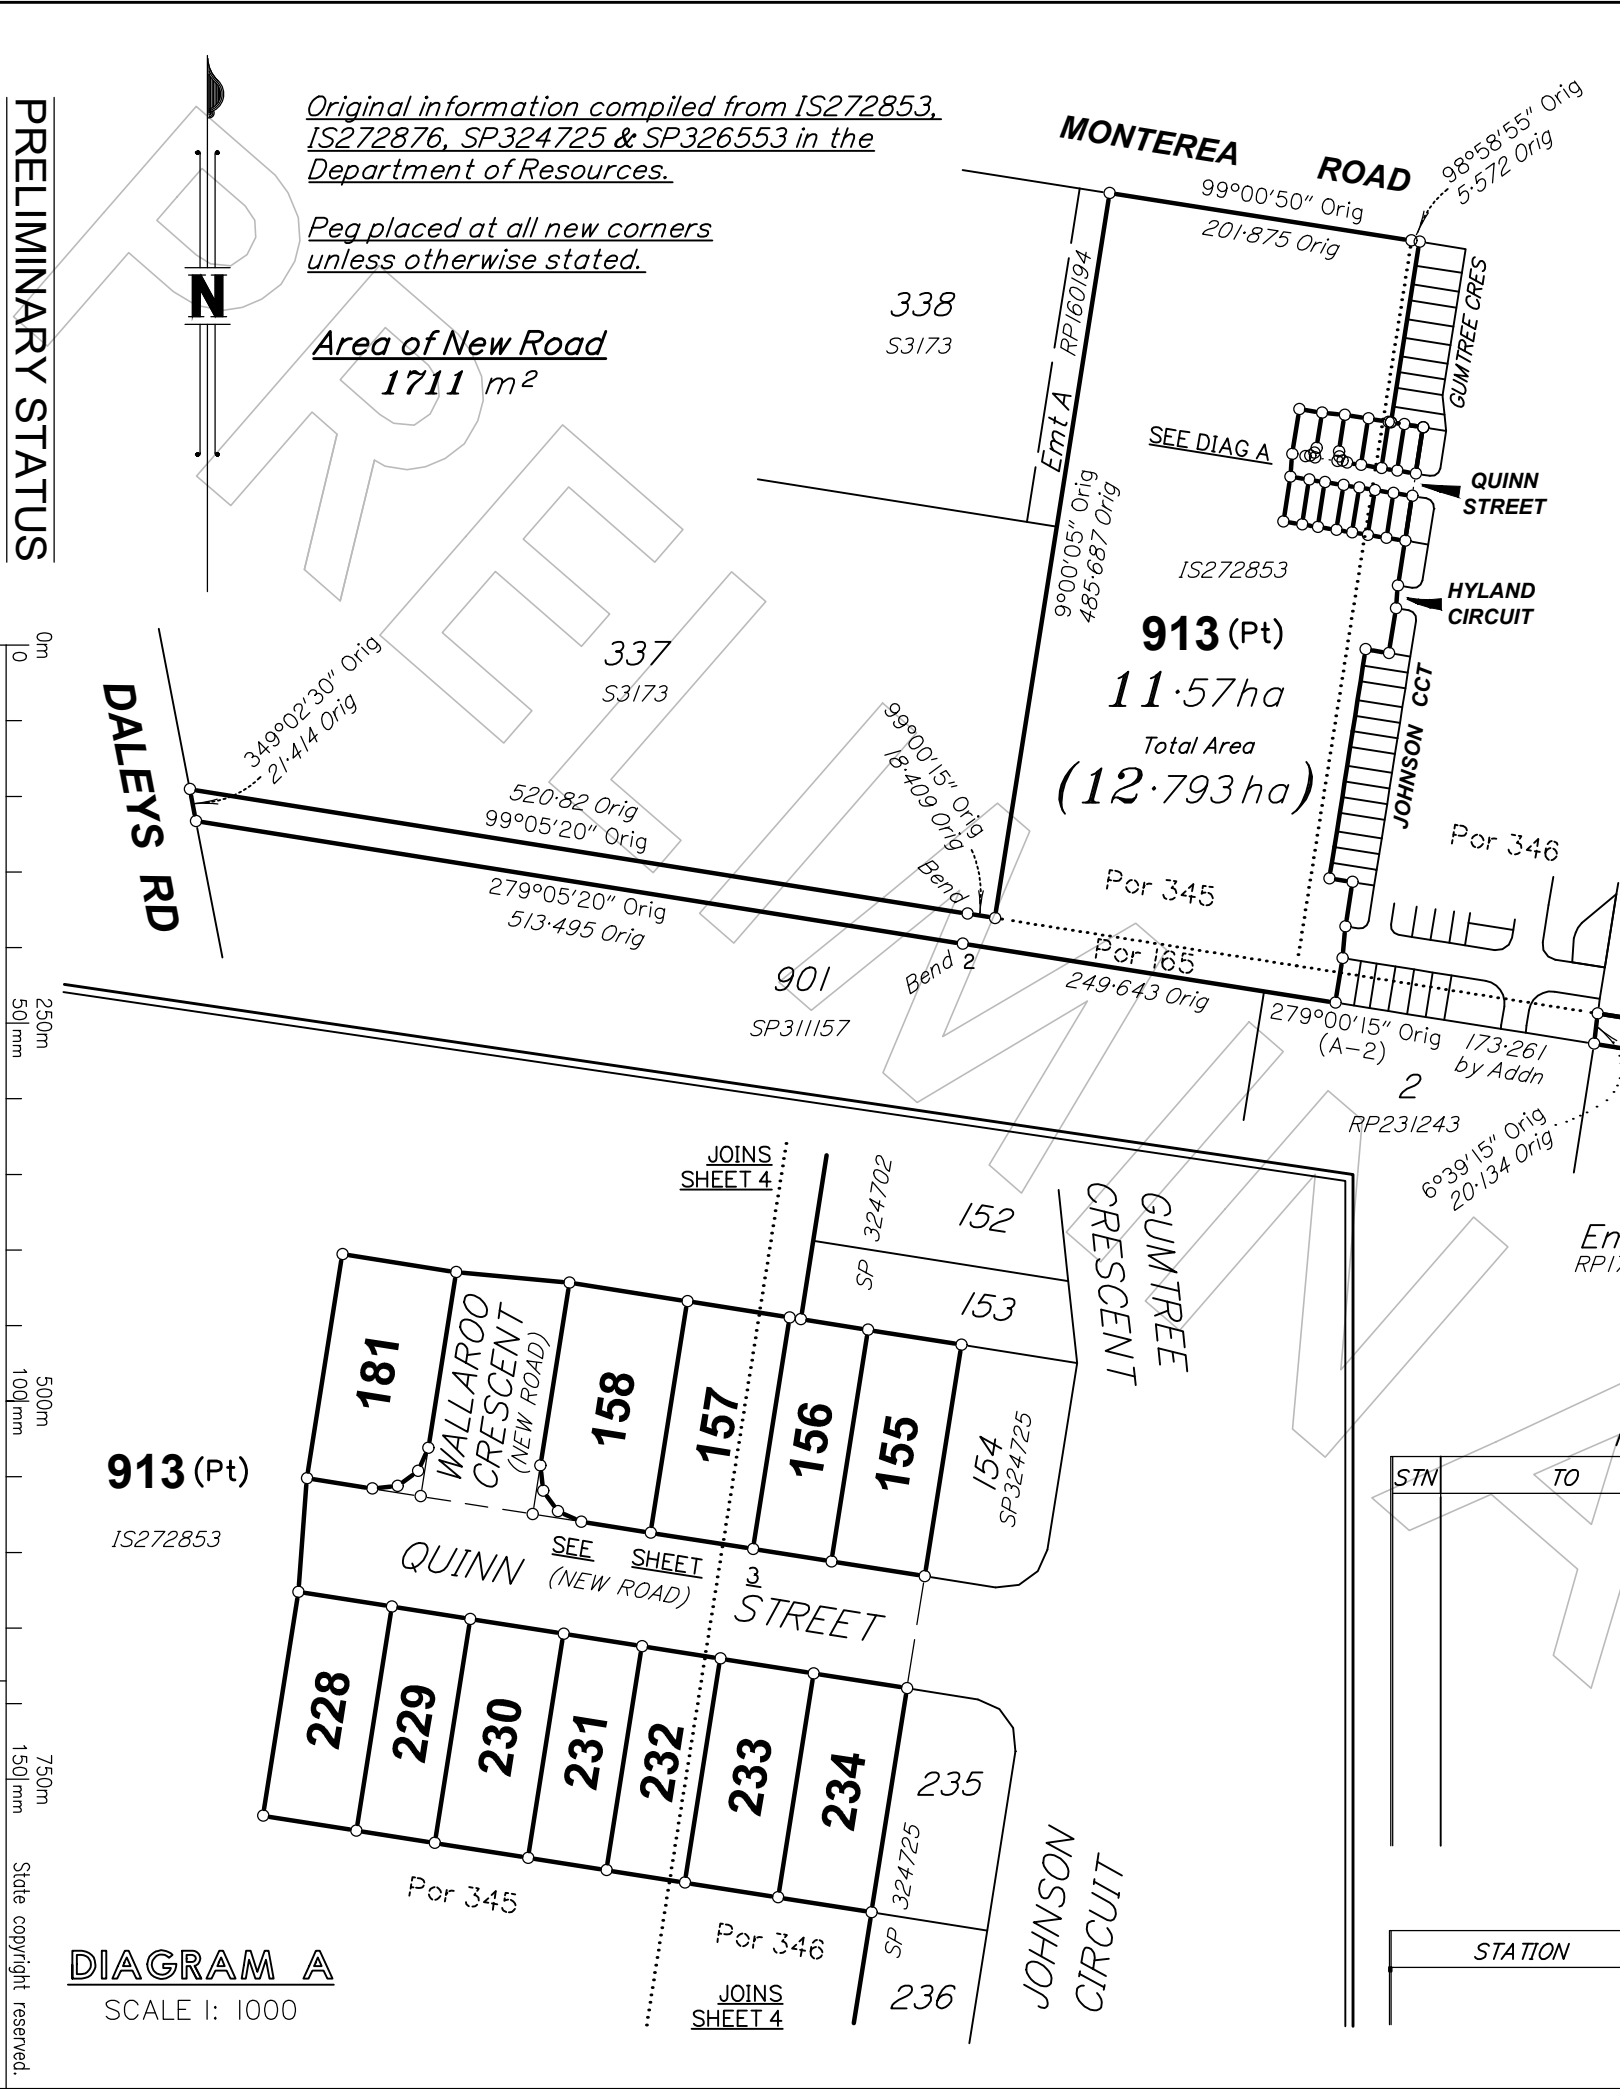 PRELIMINARY STATUS
Original information compiled from IS272853,
IS272876, SP324725 & SP326553 in the
Department of Resources.
Peg placed at all new corners
unless otherwise stated.
Area of New Road
1711 m²
N
MONTEREA ROAD
99°00'50" Orig
201·875 Orig
98°58'55" Orig
5·572 Orig
GUMTREE CRES
338
S3173
Emt A RP160194
SEE DIAG A
QUINN
STREET
9°00'05" Orig
485·687 Orig
IS272853
HYLAND
CIRCUIT
913 (Pt)
11·57ha
Total Area
(12·793 ha)
JOHNSON CCT
337
S3173
DALEYS RD
349°02'30" Orig
21·414 Orig
520·82 Orig
99°05'20" Orig
99°00'15" Orig
18·409 Orig
Bend
279°05'20" Orig
513·495 Orig
Por 345
Por 346
Por 165
Bend 2
249·643 Orig
901
SP311157
279°00'15" Orig
(A-2)
173·261
by Addn
2
RP231243
6°39'15" Orig
20·134 Orig
0m
0
250m
50mm
500m
100mm
750m
150mm
State copyright reserved.
JOINS
SHEET 4
SP 324702
152
153
GUMTREE
CRESCENT
181
WALLAROO
CRESCENT
(NEW ROAD)
158
157
156
155
154
SP324725
913 (Pt)
IS272853
QUINN STREET
SEE SHEET 3
(NEW ROAD)
228
229
230
231
232
233
234
235
SP 324725
236
JOHNSON
CIRCUIT
Por 345
Por 346
JOINS
SHEET 4
DIAGRAM A
SCALE 1: 1000
STN TO
STATION